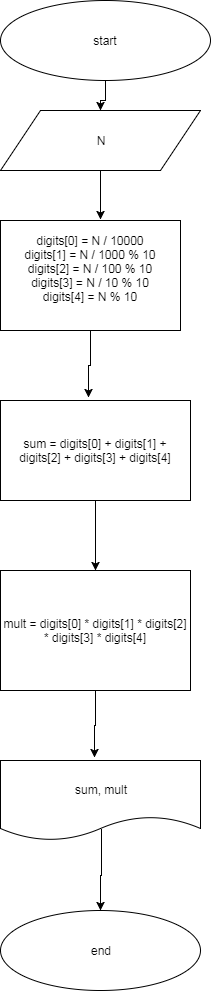 start
N
digits[0] = N / 10000
digits[1] = N / 1000 % 10
digits[2] = N / 100 % 10
digits[3] = N / 10 % 10
digits[4] = N % 10
sum = digits[0] + digits[1] +
digits[2] + digits[3] + digits[4]
mult = digits[0] * digits[1] * digits[2]
* digits[3] * digits[4]
sum, mult
end